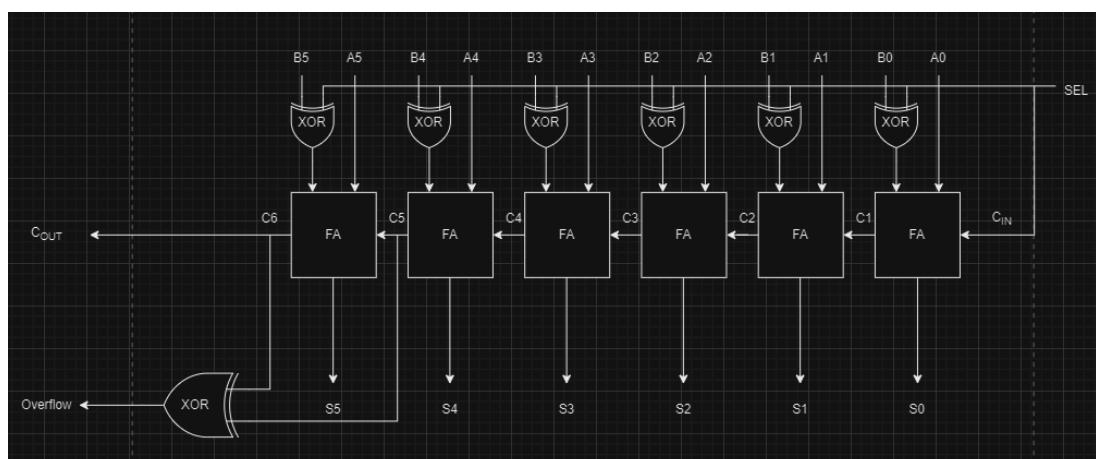 B5 A5 B4 A4 B3 A3 B2 A2 B1 A1 B0 A0
SEL
XOR XOR XOR XOR XOR XOR
C6 C5 C4 C3 C2 C1 CIN
COUT FA FA FA FA FA FA
Overflow XOR S5 S4 S3 S2 S1 S0